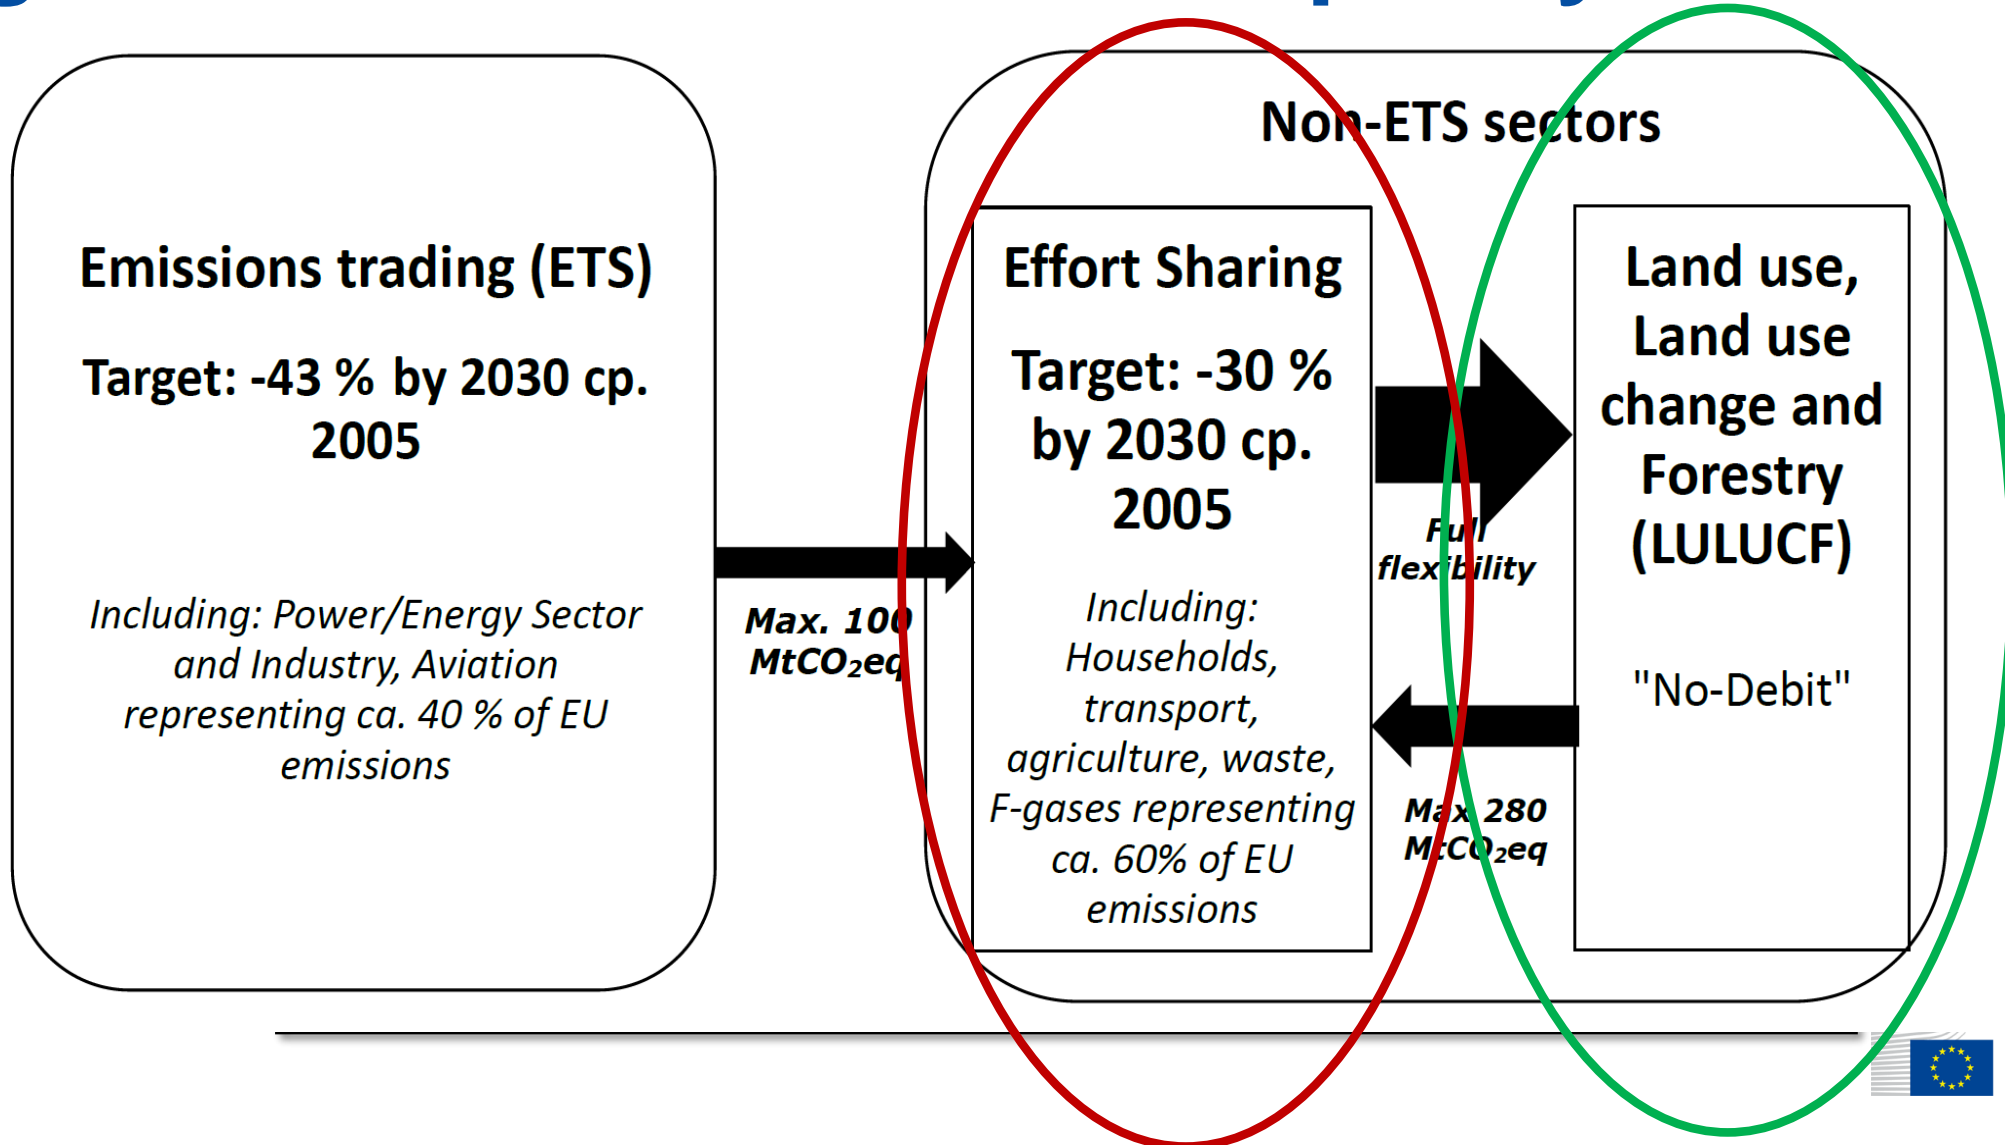 Emissions trading (ETS)
Target: -43 % by 2030 cp.
2005
Including: Power/Energy Sector
and Industry, Aviation
representing ca. 40 % of EU
emissions
Max. 100
MtCO₂eq
Non-ETS sectors
Effort Sharing
Target: -30 %
by 2030 cp.
2005
Including:
Households,
transport,
agriculture, waste,
F-gases representing
ca. 60% of EU
emissions
Full
flexibility
Max 280
MtCO₂eq
Land use,
Land use
change and
Forestry
(LULUCF)
"No-Debit"